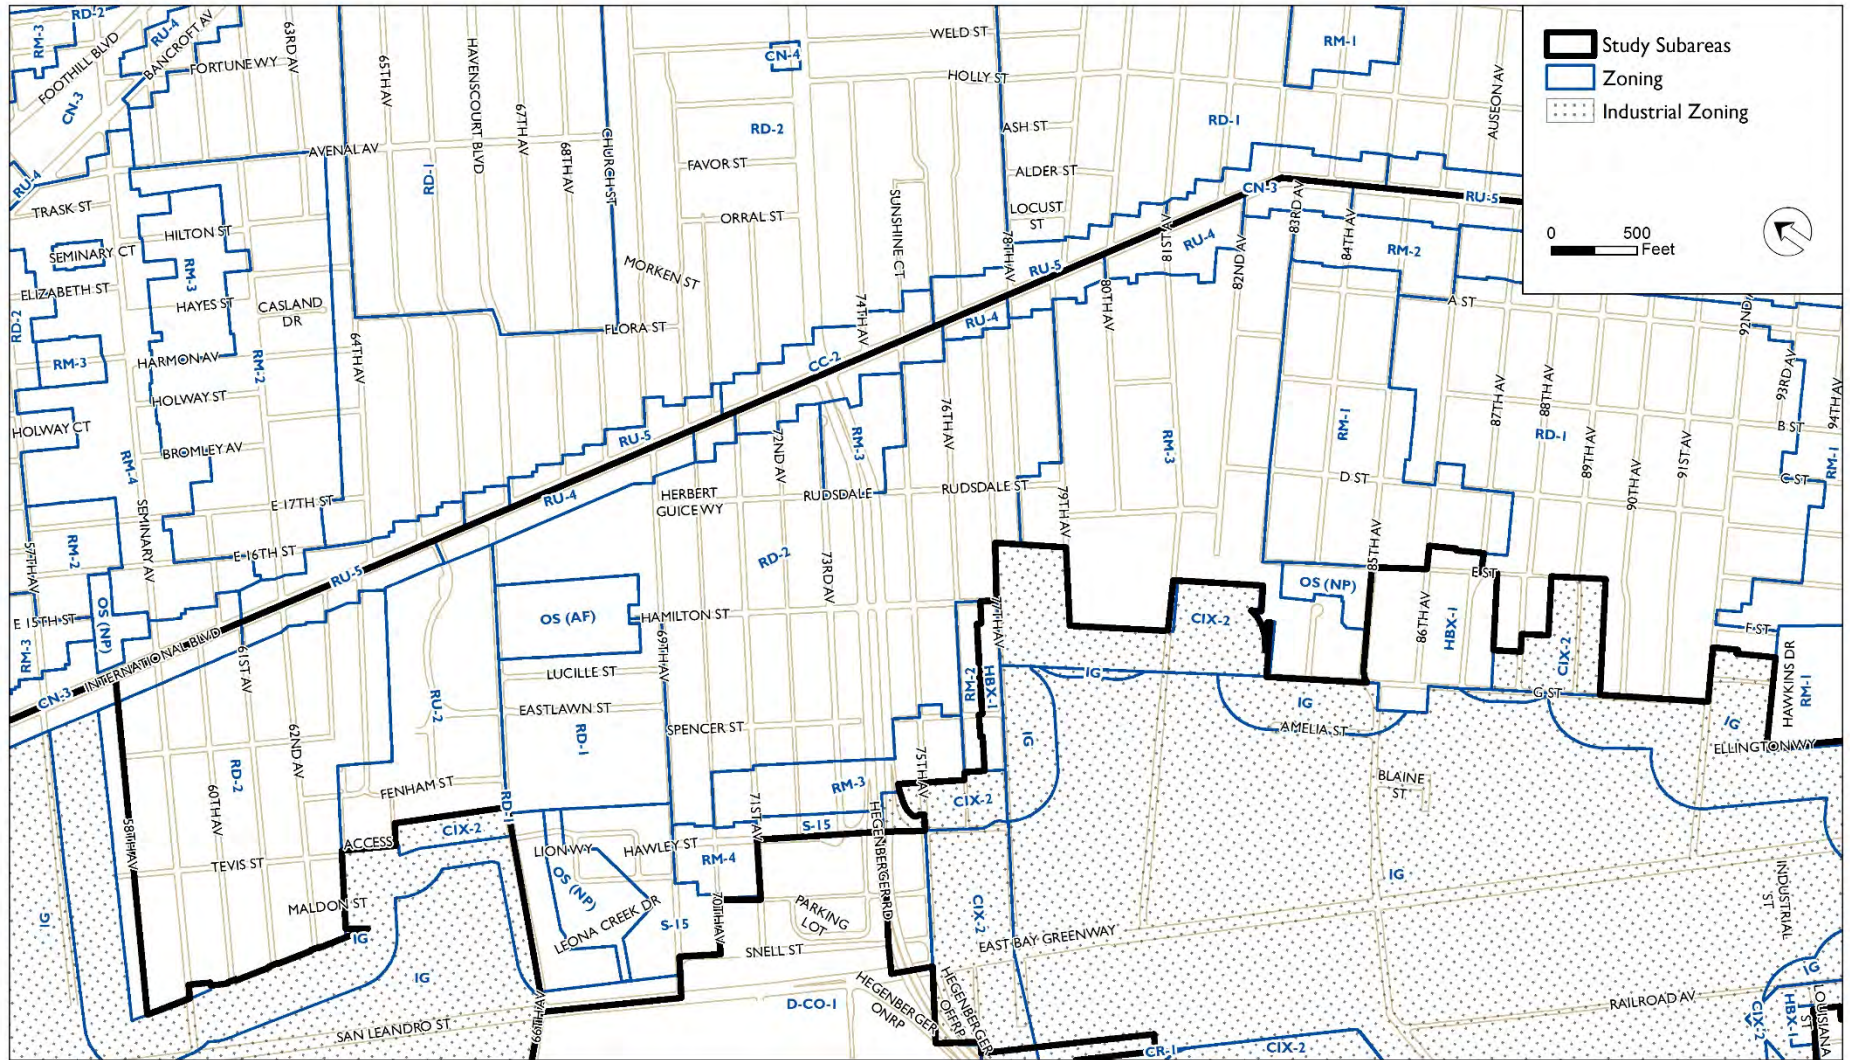 RD-2
RU-4
BANCROFT AV
63RD AV
RM-3
FOOTHILL BLVD
FORTUNE WY
CN-3
65TH AV
HAVENSCOURT BLVD
67TH AV
68TH AV
CHURCH ST
WELD ST
CN-4
HOLLY ST
RM-1
AUSEON AV
Study Subareas
Zoning
Industrial Zoning
0 500
Feet
RD-2
RD-1
ASH ST
AVENAL AV
RD-1
FAVOR ST
ALDER ST
RU-4
CN-3
83RD AV
RU-5
TRASK ST
SUNSHINE CT
LOCUST
ST
ORRAL ST
HILTON ST
78TH AV
81ST AV
RU-4
82ND AV
84TH AV
RM-2
SEMINARY CT
RM-3
MORKEN ST
RU-5
ELIZABETH ST
HAYES ST
CASLAND
DR
RD-2
74TH AV
80TH AV
A ST
92ND
FLORA ST
RU-4
64TH AV
RM-3
HARMON AV
RM-2
CC-2
93RD AV
94TH AV
HOLWAY ST
76TH AV
87TH AV
88TH AV
HOLWAY CT
RU-5
72ND AV
RM-3
RM-3
RM-1
RD-1
B ST
BROMLEY AV
RM-4
89TH AV
91ST AV
90TH AV
RM-1
C ST
D ST
SEMINARY AV
E 17TH ST
RU-4
HERBERT
GUICE WY
RUDSDALE
RUDSDALE ST
79TH AV
85TH AV
RM-2
57TH AV
E 16TH ST
RU-5
RD-2
73RD AV
E ST
OS (NP)
OS (NP)
E 15TH ST
OS (AF)
HAMILTON ST
77TH AV
CIX-2
86TH AV
HBX-1
CIX-2
F ST
RM-3
INTERNATIONAL BLVD
61ST AV
69TH AV
LUCILLE ST
RM-2
HBX-1
IG
HAWKINS DR
RM-1
CN-3
RU-2
EASTLAWN ST
G ST
IG
IG
62ND AV
RD-1
SPENCER ST
IG
AMELIA ST
ELLINGTON WY
RD-2
60TH AV
FENHAM ST
RD-1
71ST AV
RM-3
75TH AV
CIX-2
BLAINE
ST
58TH AV
ACCESS
CIX-2
S-15
HEGENBERGER RD
TEVIS ST
LION WY
HAWLEY ST
RM-4
IG
INDUSTRIAL
ST
OS (NP)
MALDON ST
IG
70TH AV
PARKING
LOT
CIX-2
IG
LEONA CREEK DR
S-15
EAST BAY GREENWAY
SNELL ST
IG
IG
D-CO-1
HEGENBERGER
ONRP
HEGENBERGER
OFFRP
RAILROAD AV
69TH AV
SAN LEANDRO ST
CIX-2
HBX-1
LOUISIANA
ST
CR-1
CIX-2